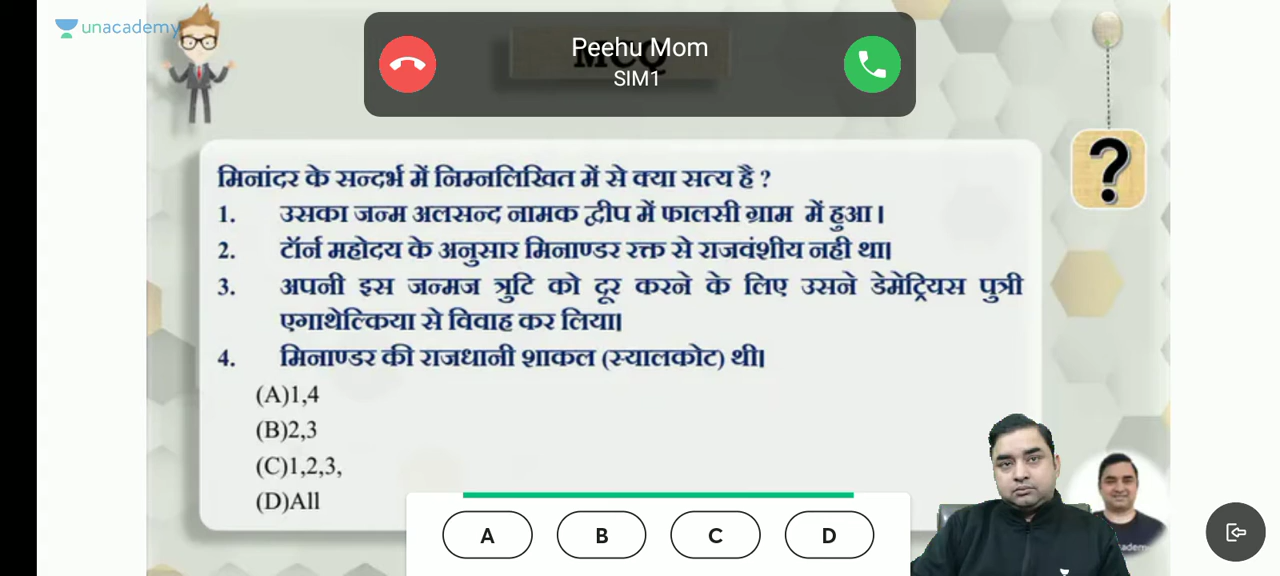 unacademy
MCQ
Peehu Mom
SIM1
मिनांदर के सन्दर्भ में निम्नलिखित में से क्या सत्य है ?
1. उसका जन्म अलसन्द नामक द्वीप में फालसी ग्राम में हुआ।
2. टॉर्न महोदय के अनुसार मिनाण्डर रक्त से राजवंशीय नही था।
3. अपनी इस जन्मज त्रुटि को दूर करने के लिए उसने डेमेट्रियस पुत्री
एगाथेल्किया से विवाह कर लिया।
4. मिनाण्डर की राजधानी शाकल (स्यालकोट) थी।
(A)1,4
(B)2,3
(C)1,2,3,
(D)All
A B C D